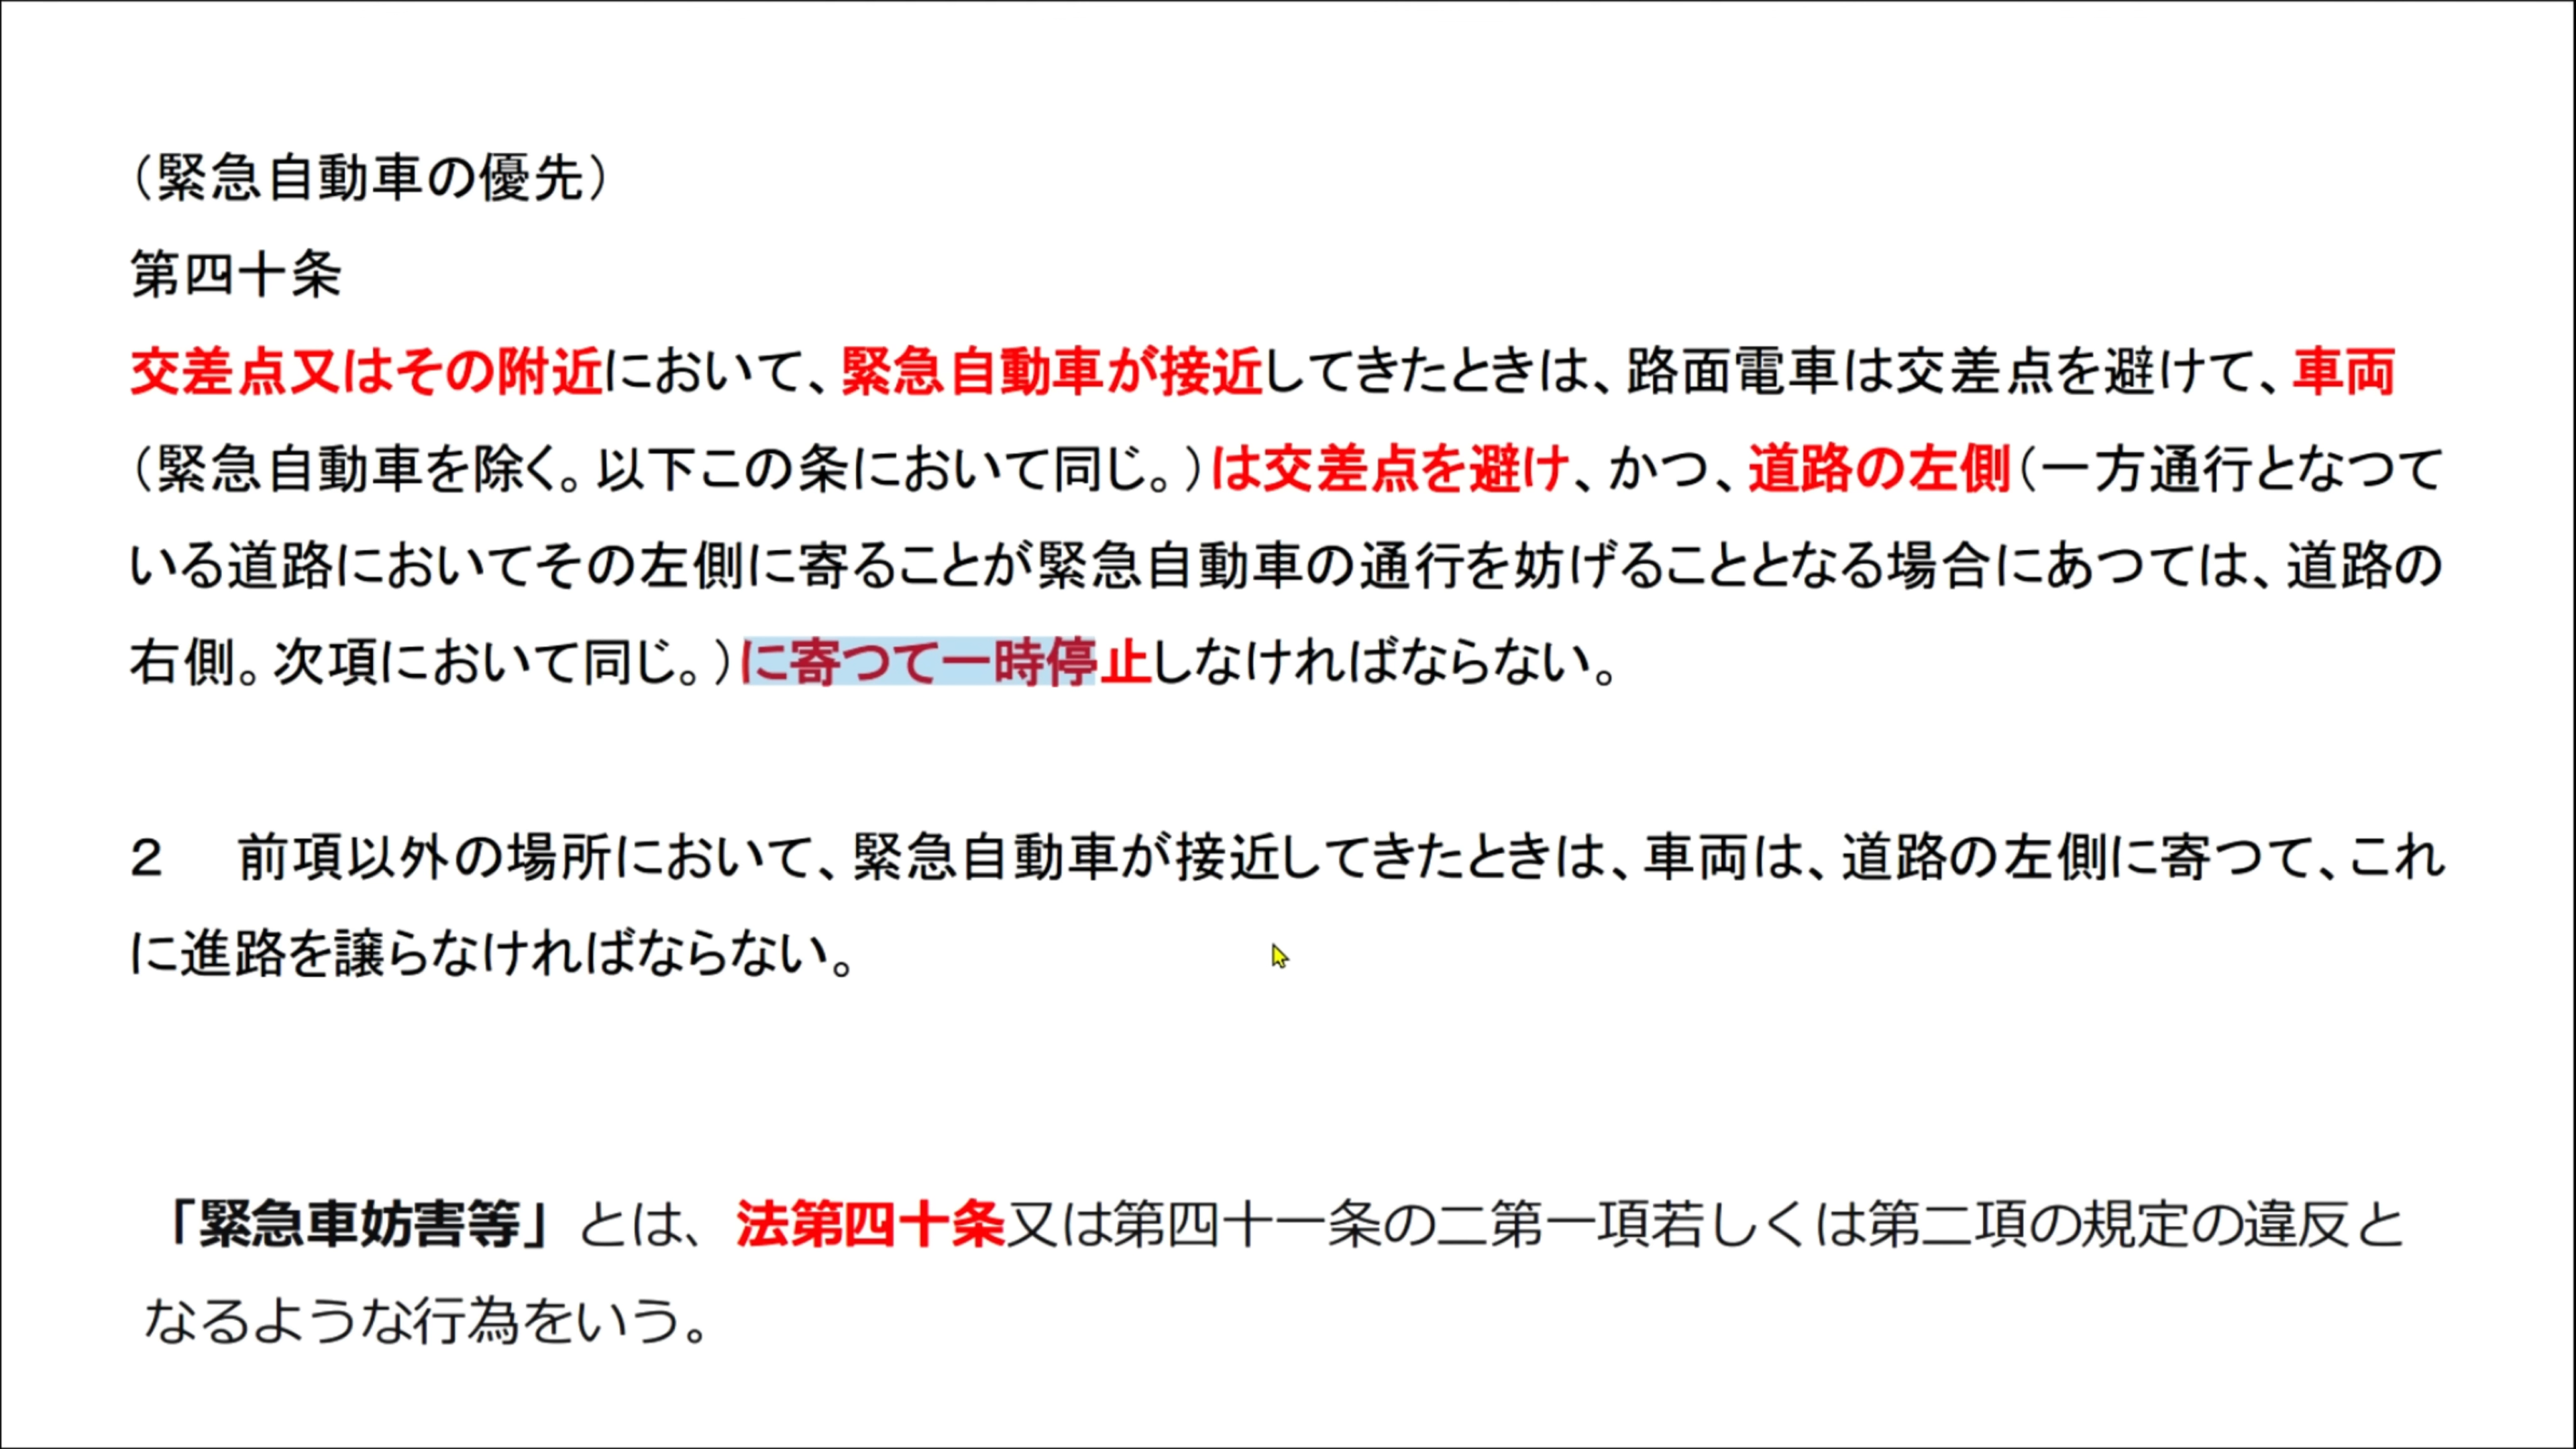 （緊急自動車の優先）
第四十条
交差点又はその附近において、緊急自動車が接近してきたときは、路面電車は交差点を避けて、車両
（緊急自動車を除く。以下この条において同じ。）は交差点を避け、かつ、道路の左側（一方通行となつて
いる道路においてその左側に寄ることが緊急自動車の通行を妨げることとなる場合にあつては、道路の
右側。次項において同じ。）に寄つて一時停止しなければならない。
２　前項以外の場所において、緊急自動車が接近してきたときは、車両は、道路の左側に寄つて、これ
に進路を譲らなければならない。
「緊急車妨害等」とは、法第四十条又は第四十一条の二第一項若しくは第二項の規定の違反と
なるような行為をいう。